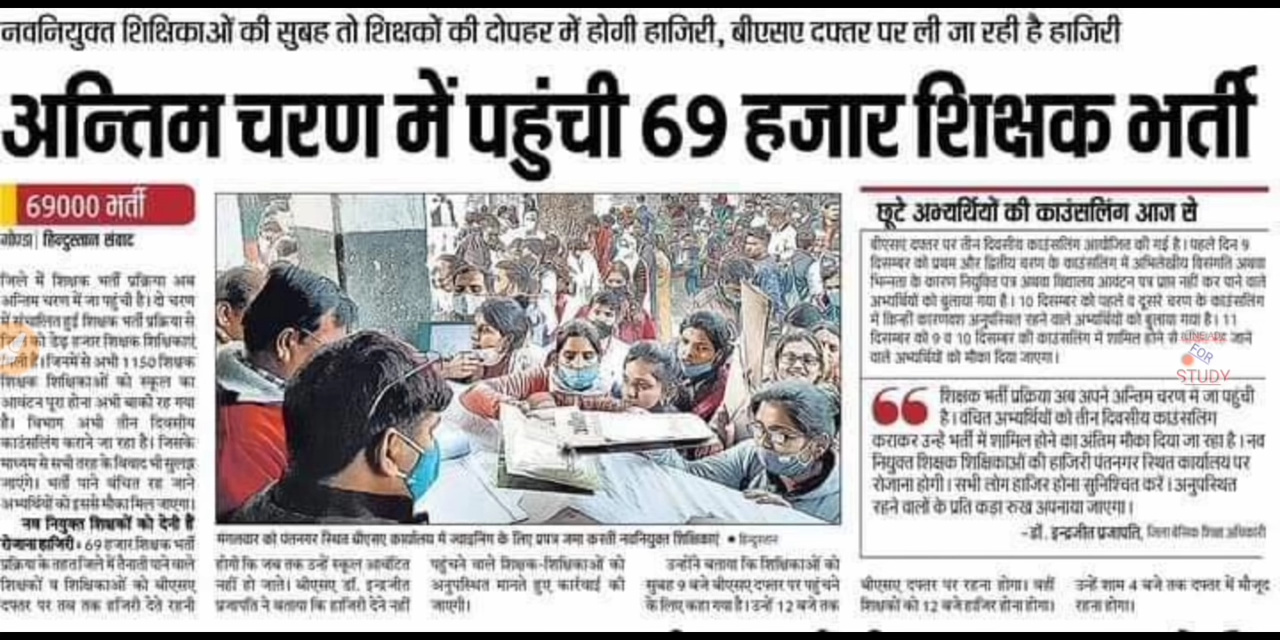 नवनियुक्त शिक्षिकाओं की सुबह तो शिक्षकों की दोपहर में होगी हाजिरी, बीएसए दफ्तर पर ली जा रही है हाजिरी
अन्तिम चरण में पहुंची 69 हजार शिक्षक भर्ती
69000 भर्ती
गोण्डा | हिन्दुस्तान संवाद
जिले में शिक्षक भर्ती प्रक्रिया अब
अन्तिम चरण में जा पहुंची है। दो चरण
में संचालित हुई शिक्षक भर्ती प्रक्रिया से
को डेढ़ हजार शिक्षक शिक्षिकाएं
हैं। जिनमें से अभी 1150 शिक्षक
शिक्षक शिक्षिकाओं को स्कूल का
आवंटन पूरा होना अभी बाकी रह गया
है। विभाग अभी तीन दिवसीय
काउंसलिंग कराने जा रहा है। जिसके
माध्यम से सभी तरह के विवाद भी सुलझ
जाएंगे। भर्ती पाने वंचित रह जाने
अभ्यर्थियों को इससे मौका मिल जाएगा।
नव नियुक्त शिक्षकों को देनी है
रोजाना हाजिरी: 69 हजार शिक्षक भर्ती
प्रक्रिया के तहत जिले में तैनाती पाने वाले
शिक्षकों व शिक्षिकाओं को बीएसए
दफ्तर पर तब तक हाजिरी देते रहनी
मंगलवार को पंतनगर स्थित बीएसए कार्यालय में ज्वाइनिंग के लिए प्रपत्र जमा करतीं नवनियुक्त शिक्षिकाएं • हिन्दुस्तान
होगी कि जब तक उन्हें स्कूल आवंटित
नहीं हो जाते। बीएसए डॉ. इन्द्रजीत
प्रजापति ने बताया कि हाजिरी देने नहीं
पहुंचने वाले शिक्षक-शिक्षिकाओं को
अनुपस्थित मानते हुए कार्रवाई की
जाएगी।
उन्होंने बताया कि शिक्षिकाओं को
सुबह 9 बजे बीएसए दफ्तर पर पहुंचने
के लिए कहा गया है। उन्हें 12 बजे तक
बीएसए दफ्तर पर रहना होगा। वहीं
शिक्षकों को 12 बजे हाजिर होना होगा।
उन्हें शाम 4 बजे तक दफ्तर में मौजूद
रहना होगा।
छूटे अभ्यर्थियों की काउंसलिंग आज से
बीएसए दफ्तर पर तीन दिवसीय काउंसलिंग आयोजित की गई है। पहले दिन 9
दिसम्बर को प्रथम और द्वितीय चरण के काउंसलिंग में अभिलेखीय विसंगति अथवा
भिन्नता के कारण नियुक्ति पत्र अथवा विद्यालय आवंटन पत्र प्राप्त नहीं कर पाने वाले
अभ्यर्थियों को बुलाया गया है। 10 दिसम्बर को पहले व दूसरे चरण के काउंसलिंग
में किन्हीं कारणवश अनुपस्थित रहने वाले अभ्यर्थियों को बुलाया गया है। 11
दिसम्बर को 9 व 10 दिसम्बर की काउंसलिंग में शामिल होने से जाने
वाले अभ्यर्थियों को मौका दिया जाएगा।
FOR
STUDY
शिक्षक भर्ती प्रक्रिया अब अपने अन्तिम चरण में जा पहुंची
है। वंचित अभ्यर्थियों को तीन दिवसीय काउंसलिंग
कराकर उन्हें भर्ती में शामिल होने का अंतिम मौका दिया जा रहा है। नव
नियुक्त शिक्षक शिक्षिकाओं की हाजिरी पंतनगर स्थित कार्यालय पर
रोजाना होगी। सभी लोग हाजिर होना सुनिश्चित करें। अनुपस्थित
रहने वालों के प्रति कड़ा रुख अपनाया जाएगा।
-डॉ. इन्द्रजीत प्रजापति, जिला बेसिक शिक्षा अधिकारी